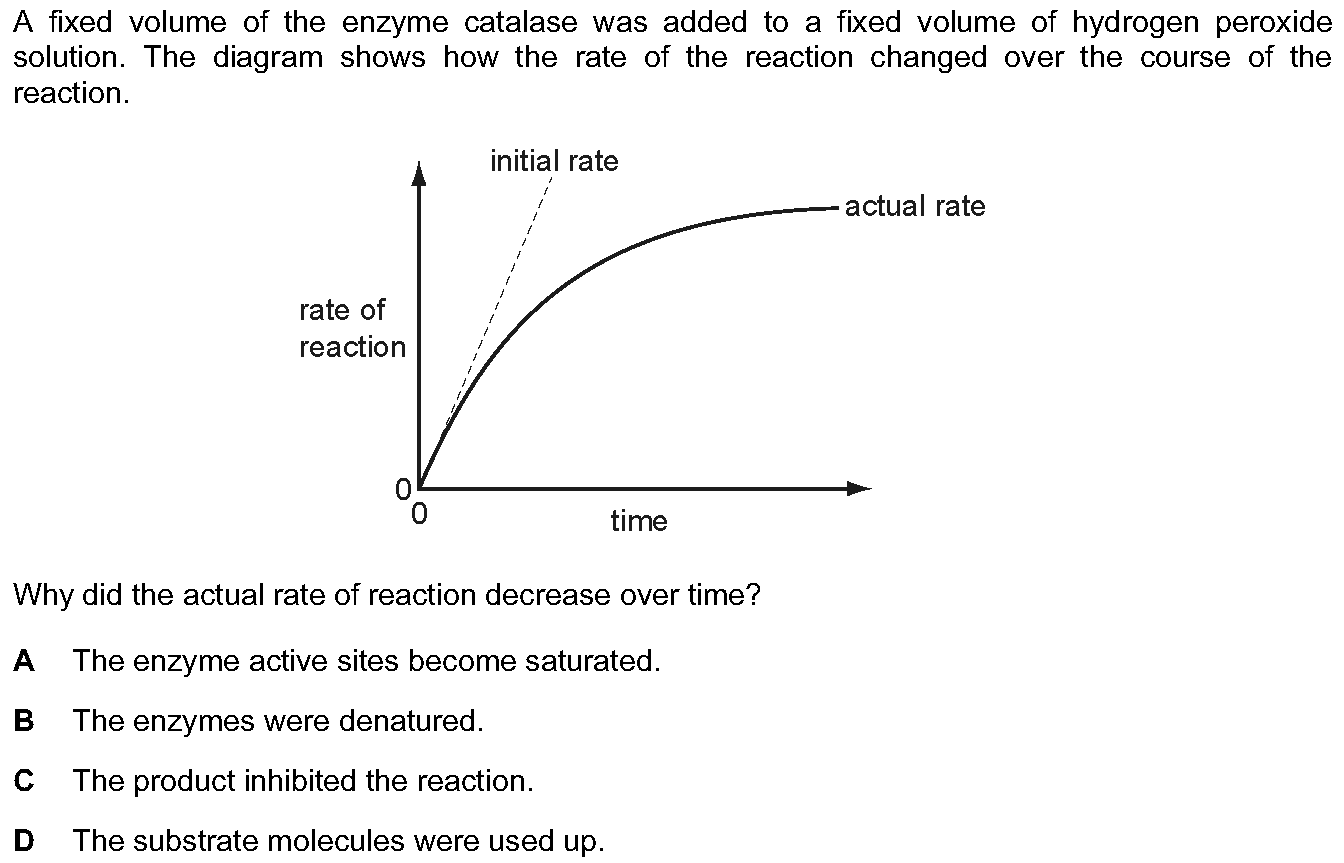 A fixed volume of the enzyme catalase was added to a fixed volume of hydrogen peroxide
solution. The diagram shows how the rate of the reaction changed over the course of the
reaction.
initial rate
actual rate
rate of
reaction
0
0
time
Why did the actual rate of reaction decrease over time?
A The enzyme active sites become saturated.
B The enzymes were denatured.
C The product inhibited the reaction.
D The substrate molecules were used up.